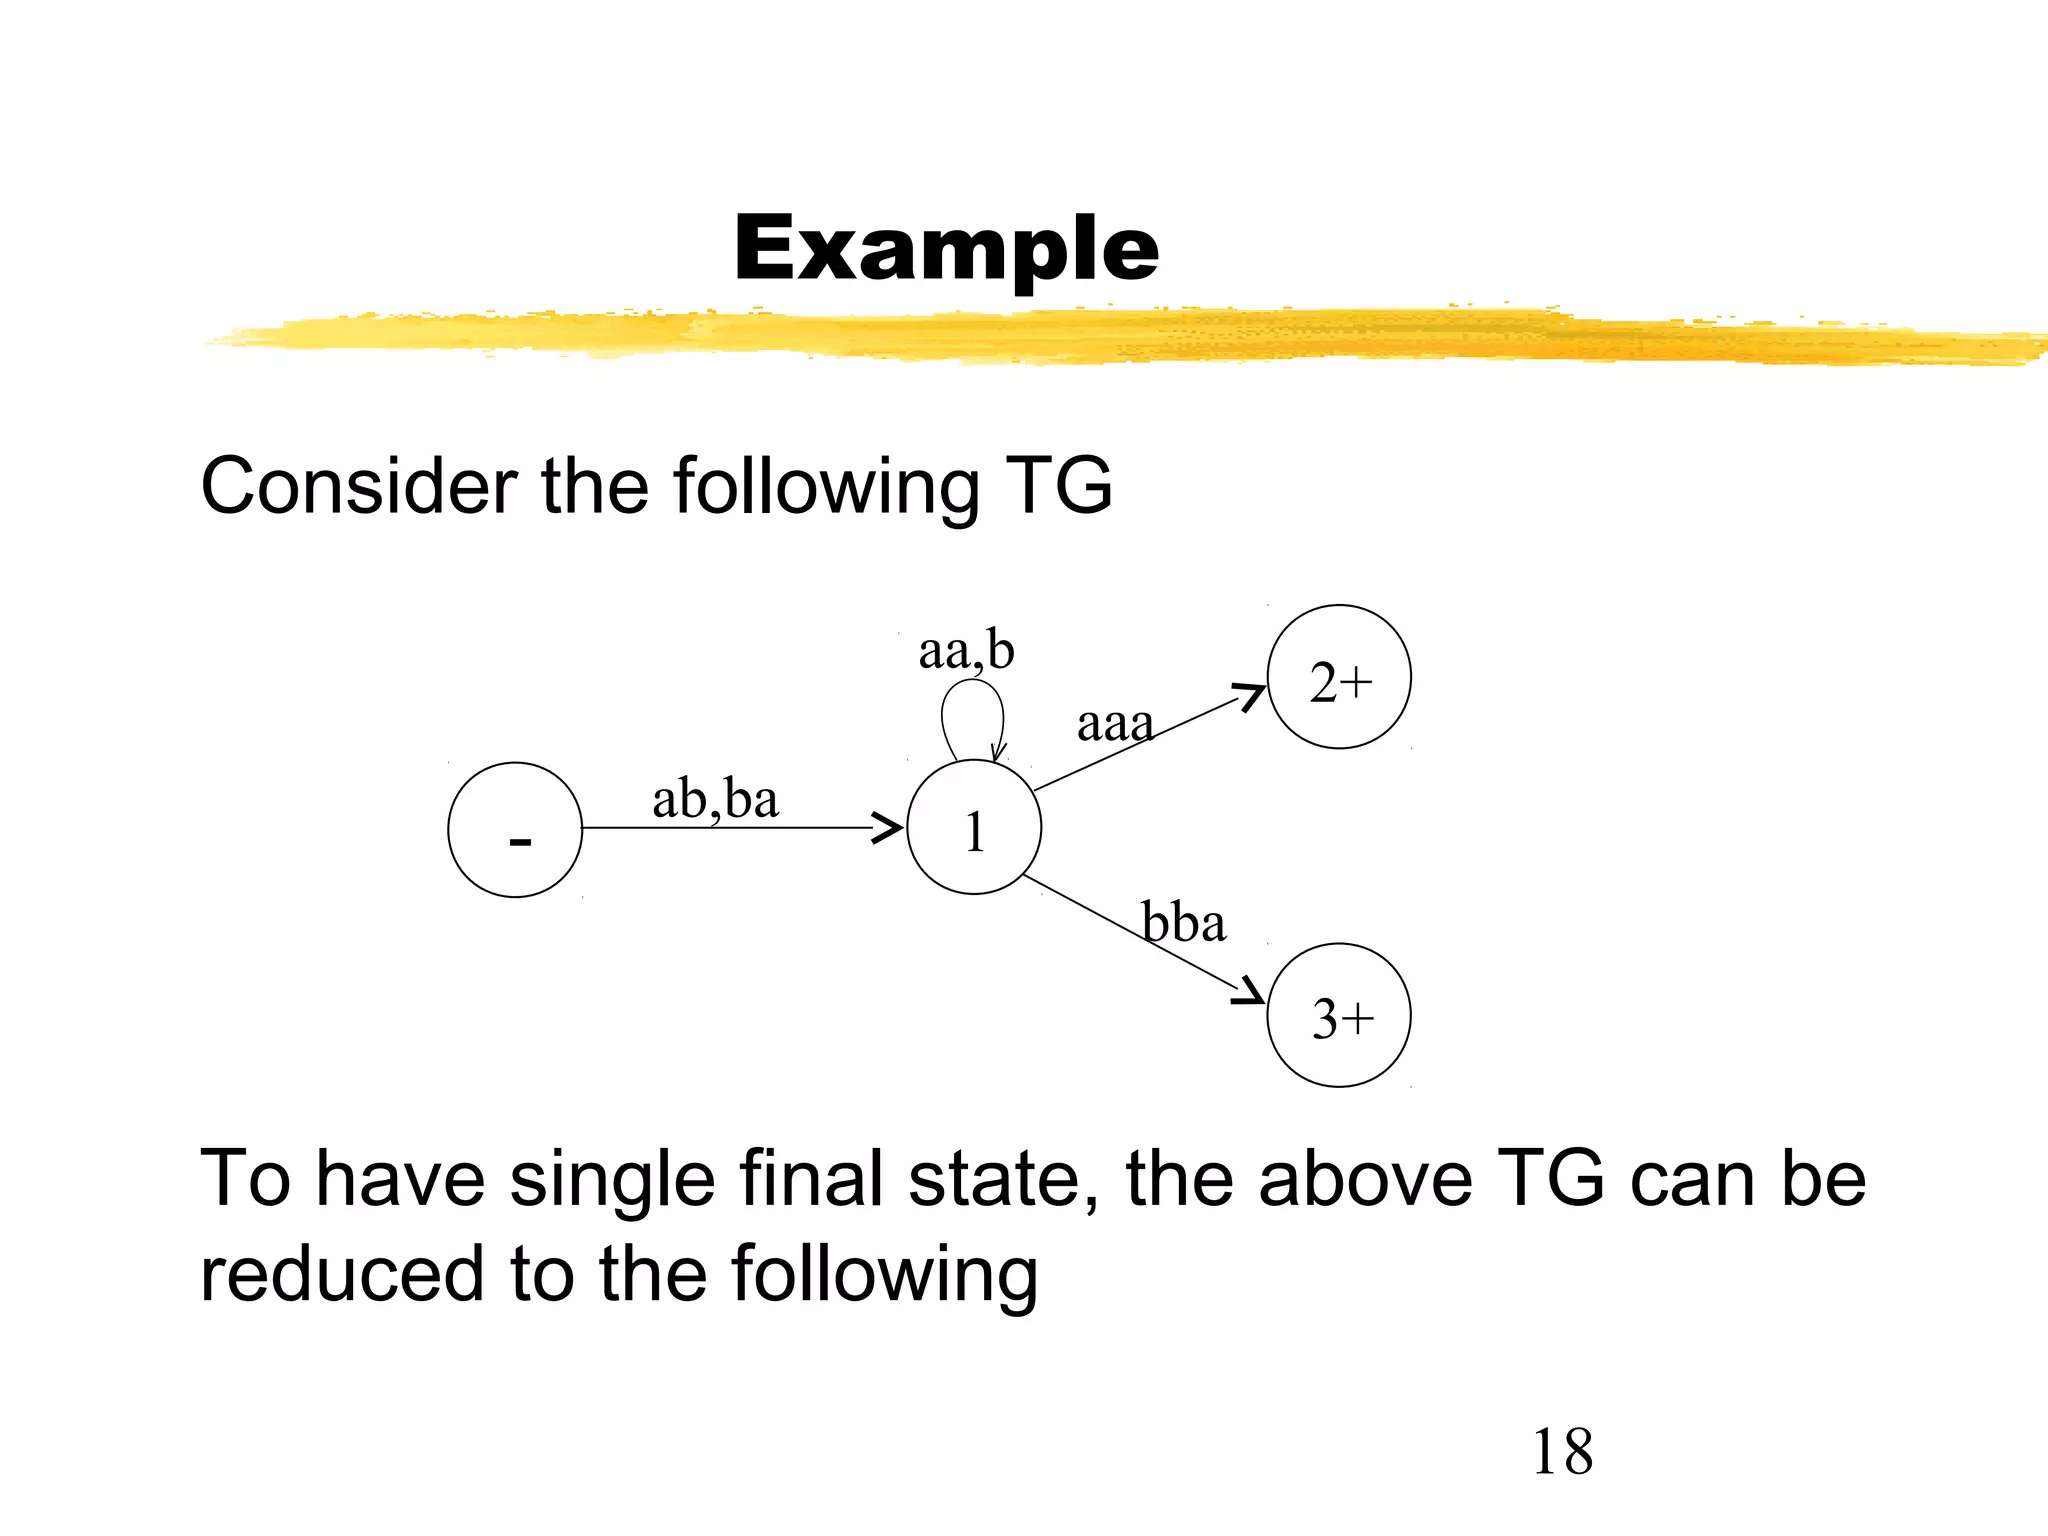 Example
Consider the following TG
aa,b
2+
aaa
ab,ba
-
1
bba
3+
To have single final state, the above TG can be
reduced to the following
18